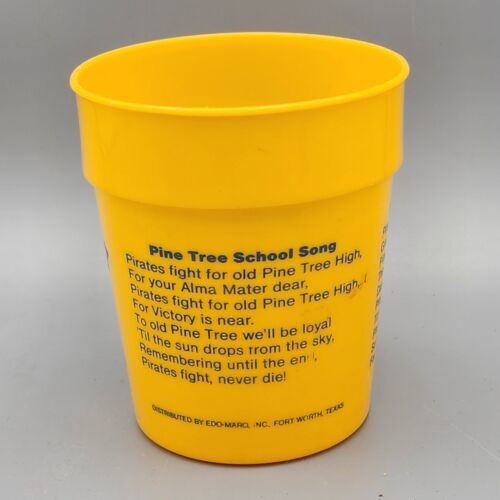 Pine Tree School Song
Pirates fight for old Pine Tree High,
For your Alma Mater dear,
Pirates fight for old Pine Tree High,
For Victory is near.
To old Pine Tree we'll be loyal
'Til the sun drops from the sky,
Remembering until the end,
Pirates fight, never die!
DISTRIBUTED BY EDO-MARCI, INC., FORT WORTH, TEXAS